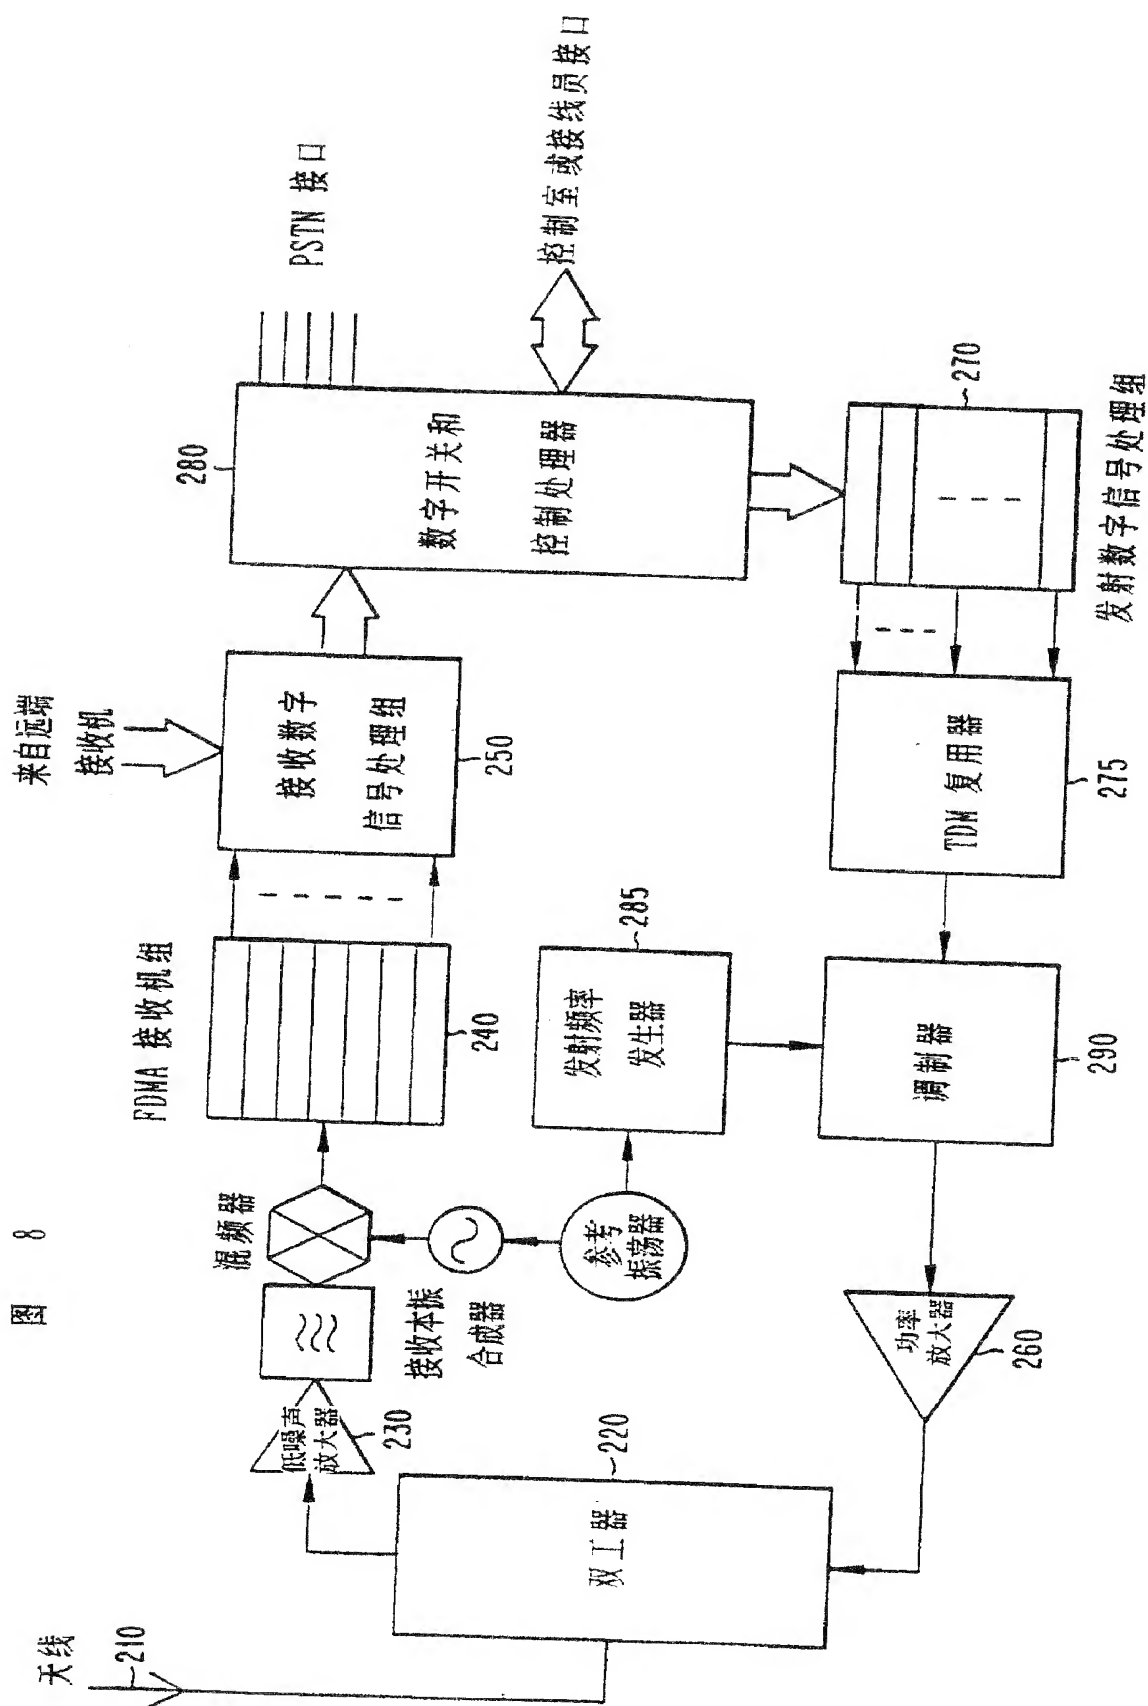 图 8
天线
210
双工器
220
低噪声
放大器
230
混频器
接收本振
合成器
参考
振荡器
FDMA 接收机组
240
来自远端
接收机
接收数字
信号处理组
250
280
数字开关和
控制处理器
PSTN 接口
控制室或接线员接口
270
发射数字信号处理组
TDM 复用器
275
发射频率
发生器
285
调制器
290
功率
放大器
260